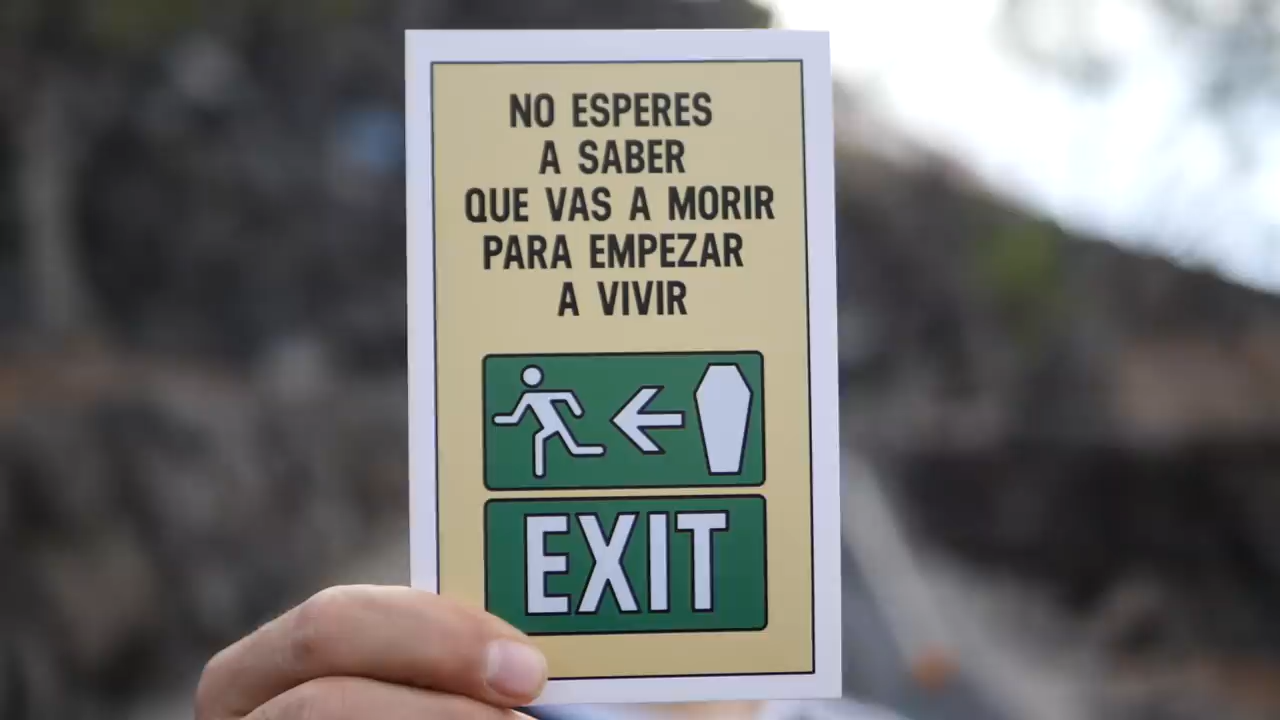 NO ESPERES
A SABER
QUE VAS A MORIR
PARA EMPEZAR
A VIVIR
EXIT